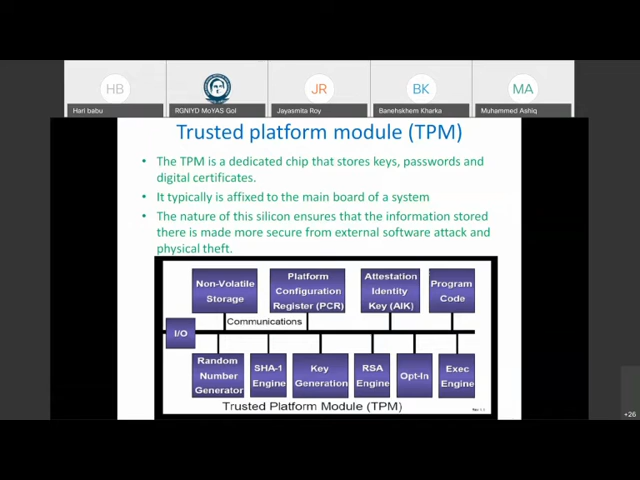 HB
JR
BK
MA
Hari babu
RGNIYD MoYAS GoI
Jayasmita Roy
Banehskhem Kharka
Muhammed Ashiq
Trusted platform module (TPM)
• The TPM is a dedicated chip that stores keys, passwords and
digital certificates.
• It typically is affixed to the main board of a system
• The nature of this silicon ensures that the information stored
there is made more secure from external software attack and
physical theft.
Non-Volatile
Storage
Platform
Configuration
Register (PCR)
Attestation
Identity
Key (AIK)
Program
Code
Communications
I/O
Random
Number
Generator
SHA-1
Engine
Key
Generation
RSA
Engine
Opt-In
Exec
Engine
Trusted Platform Module (TPM)
+26